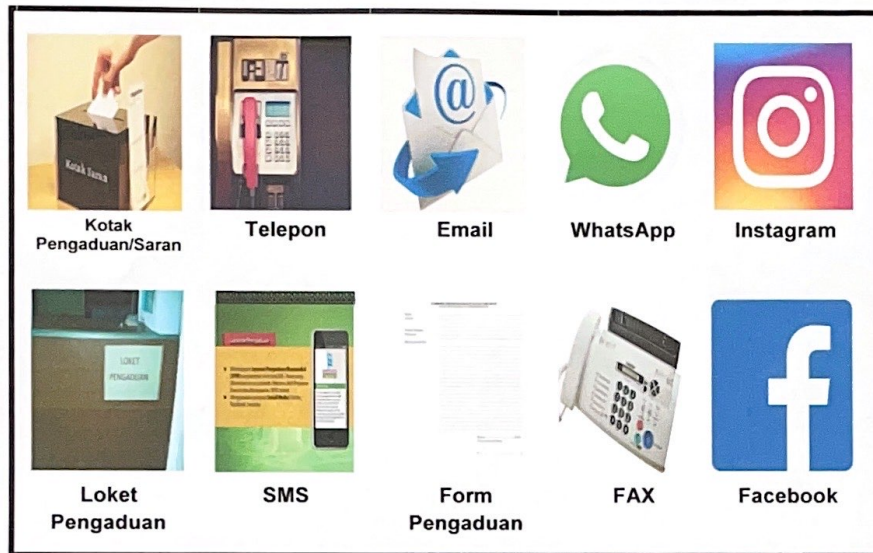 Kotak Saran
Kotak
Pengaduan/Saran
Telepon
@
Email
WhatsApp
Instagram
LOKET
PENGADUAN
Loket
Pengaduan
SMS
Form
Pengaduan
FAX
f
Facebook